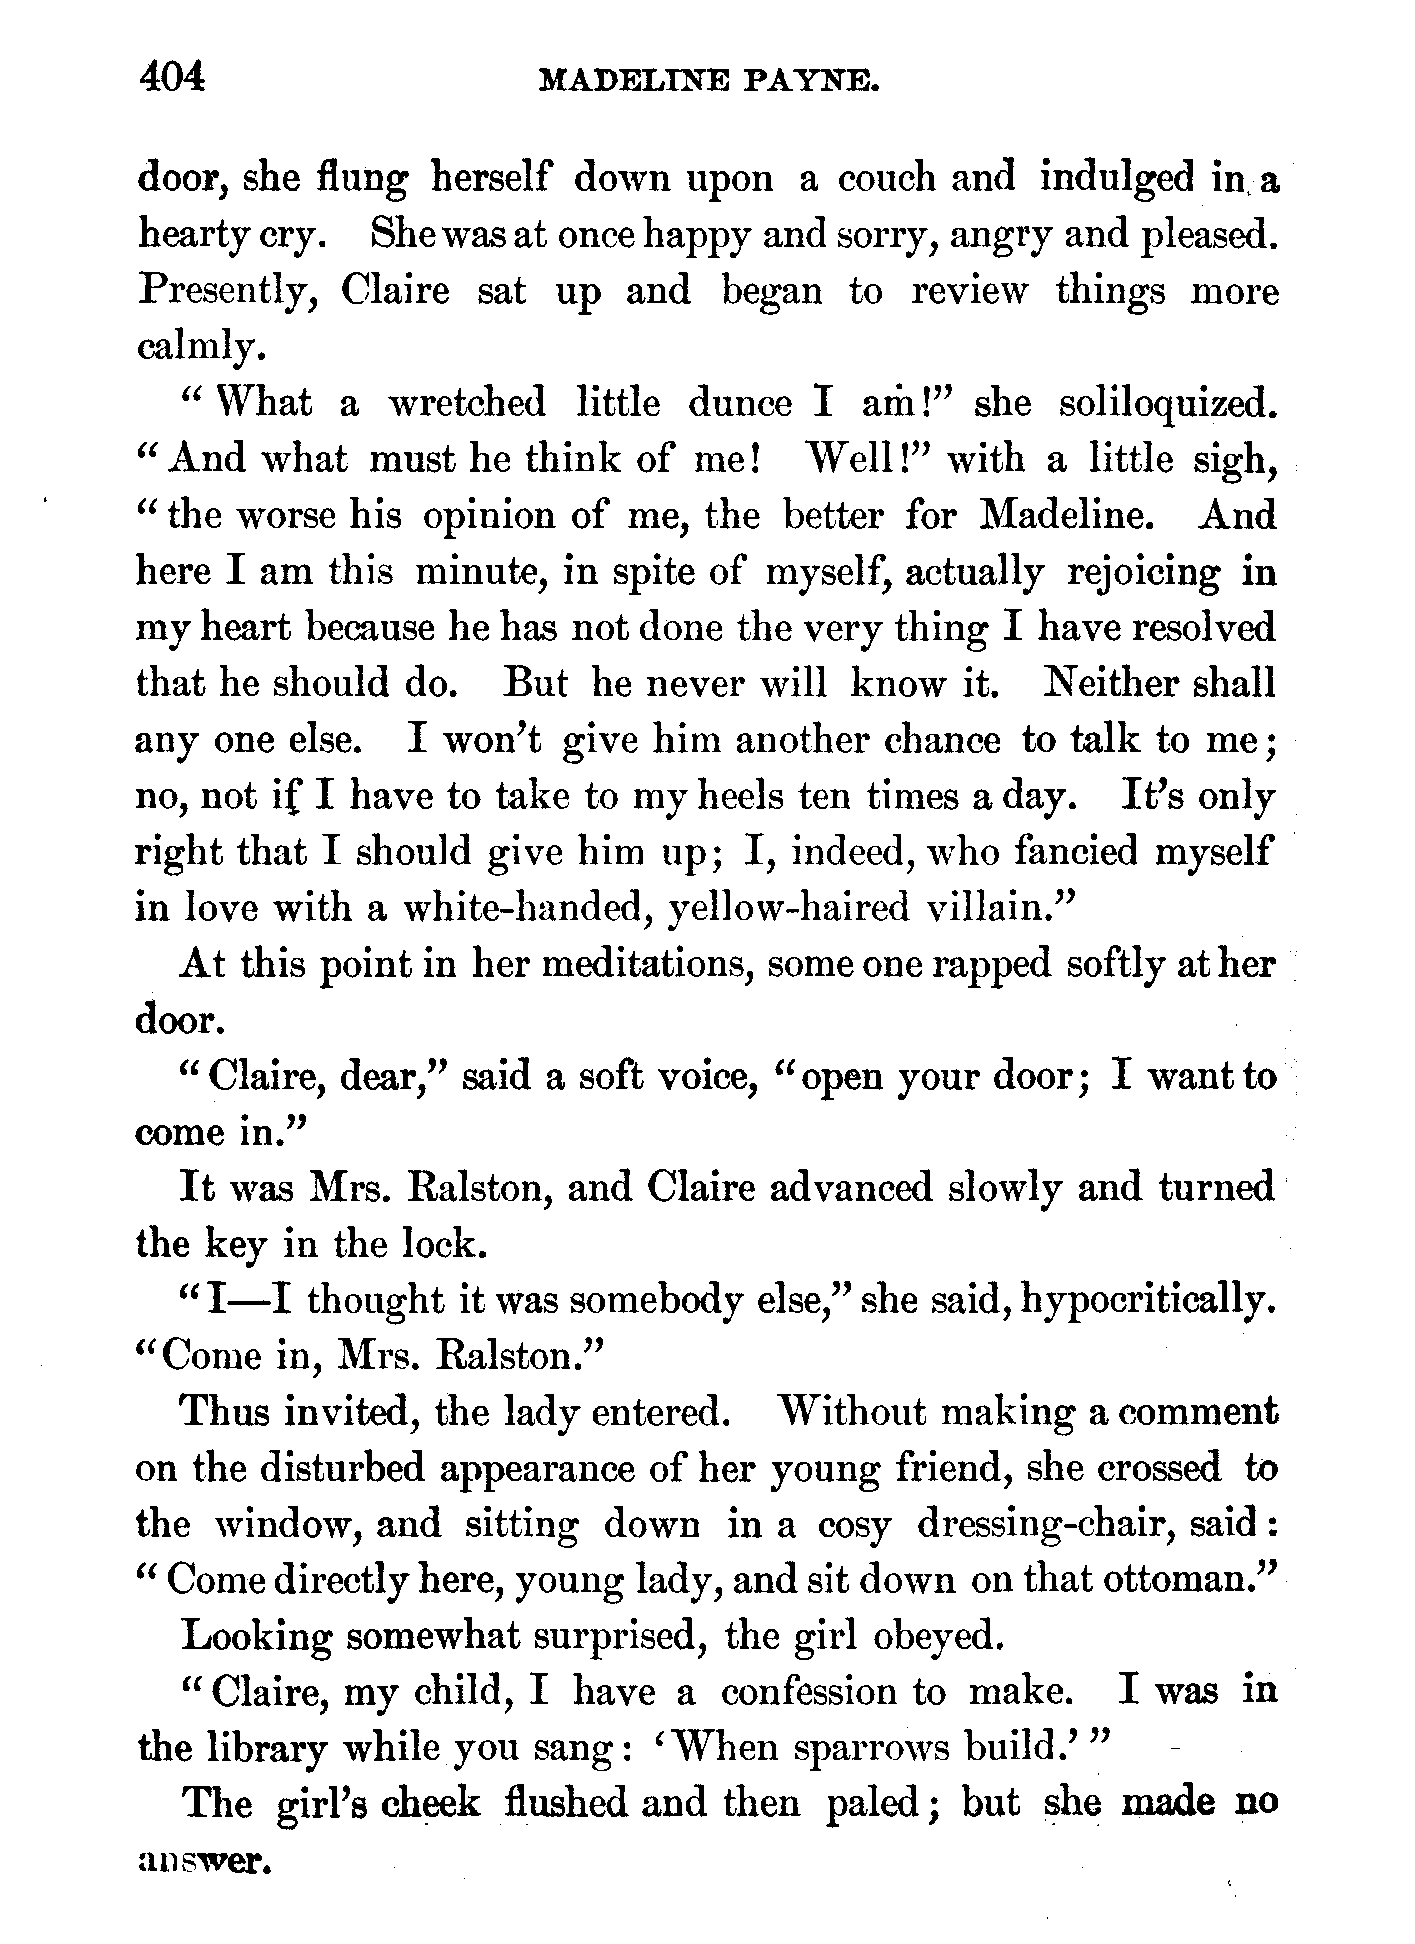 404 MADELINE PAYNE.
door, she flung herself down upon a couch and indulged in a
hearty cry. She was at once happy and sorry, angry and pleased.
Presently, Claire sat up and began to review things more
calmly.
“ What a wretched little dunce I am!” she soliloquized.
“ And what must he think of me! Well!” with a little sigh,
“ the worse his opinion of me, the better for Madeline. And
here I am this minute, in spite of myself, actually rejoicing in
my heart because he has not done the very thing I have resolved
that he should do. But he never will know it. Neither shall
any one else. I won’t give him another chance to talk to me;
no, not if I have to take to my heels ten times a day. It’s only
right that I should give him up; I, indeed, who fancied myself
in love with a white-handed, yellow-haired villain.”
At this point in her meditations, some one rapped softly at her
door.
“ Claire, dear,” said a soft voice, “open your door; I want to
come in.”
It was Mrs. Ralston, and Claire advanced slowly and turned
the key in the lock.
“ I—I thought it was somebody else,” she said, hypocritically.
“Come in, Mrs. Ralston.”
Thus invited, the lady entered. Without making a comment
on the disturbed appearance of her young friend, she crossed to
the window, and sitting down in a cosy dressing-chair, said :
“ Come directly here, young lady, and sit down on that ottoman.”
Looking somewhat surprised, the girl obeyed.
“ Claire, my child, I have a confession to make. I was in
the library while you sang : ‘When sparrows build.’ ”
The girl’s cheek flushed and then paled ; but she made no
answer.